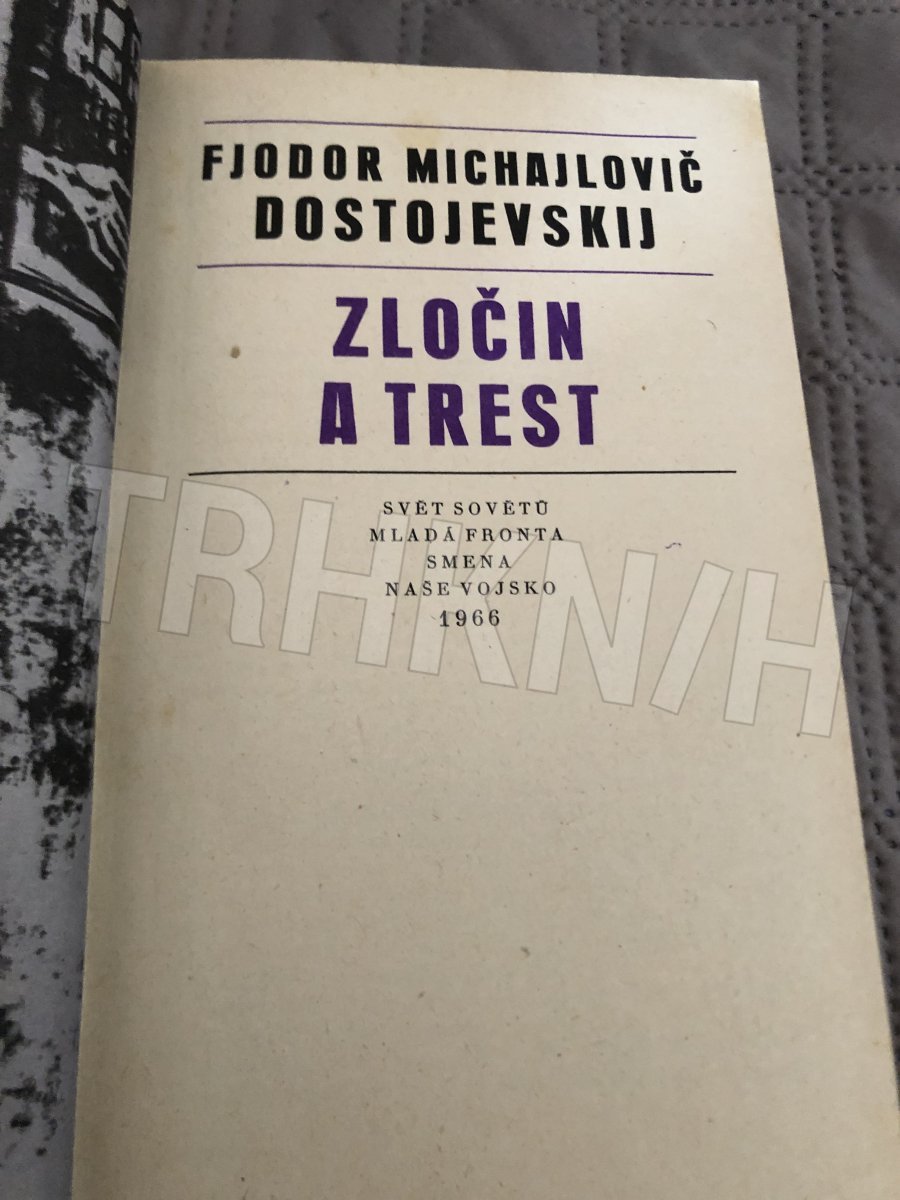 FJODOR MICHAJLOVIČ
DOSTOJEVSKIJ
ZLOČIN
A TREST
SVĚT SOVĚTŮ
MLADÁ FRONTA
SMENA
NAŠE VOJSKO
1966
TRHKNIH